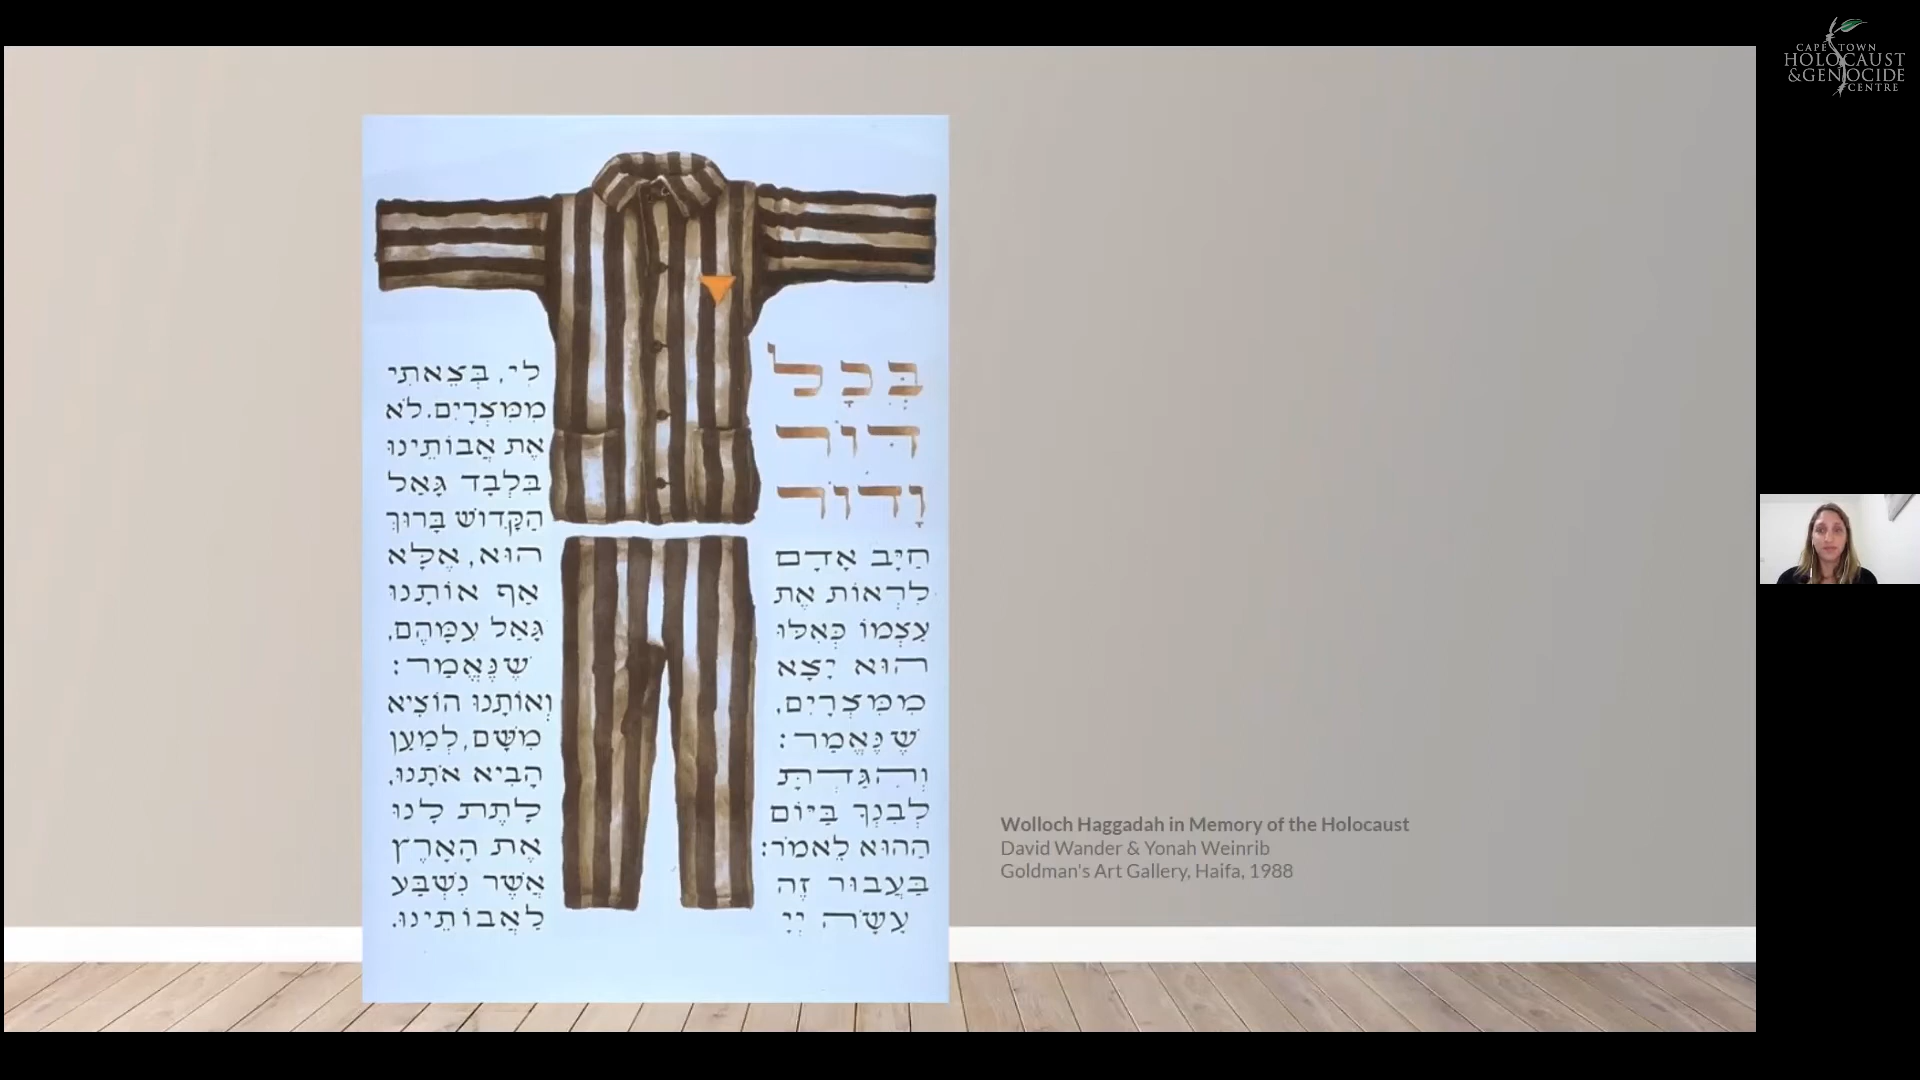 CAPE TOWN
HOLOCAUST
&GENOCIDE
CENTRE
בְּכָל
דּוֹר
וָדוֹר
חַיָּב אָדָם
לִרְאוֹת אֶת
עַצְמוֹ כְּאִלּוּ
הוּא יָצָא
מִמִּצְרָיִם,
שֶׁנֶּאֱמַר:
וְהִגַּדְתָּ
לְבִנְךָ בַּיּוֹם
הַהוּא לֵאמֹר:
בַּעֲבוּר זֶה
עָשָׂה יְיָ
לִי, בְּצֵאתִי
מִמִּצְרָיִם. לֹא
אֶת אֲבוֹתֵינוּ
בִּלְבָד גָּאַל
הַקָּדוֹשׁ בָּרוּךְ
הוּא, אֶלָּא
אַף אוֹתָנוּ
גָּאַל עִמָּהֶם,
שֶׁנֶּאֱמַר:
וְאוֹתָנוּ הוֹצִיא
מִשָּׁם, לְמַעַן
הָבִיא אֹתָנוּ,
לָתֶת לָנוּ
אֶת הָאָרֶץ
אֲשֶׁר נִשְׁבַּע
לַאֲבוֹתֵינוּ.
Wolloch Haggadah in Memory of the Holocaust
David Wander & Yonah Weinrib
Goldman's Art Gallery, Haifa, 1988